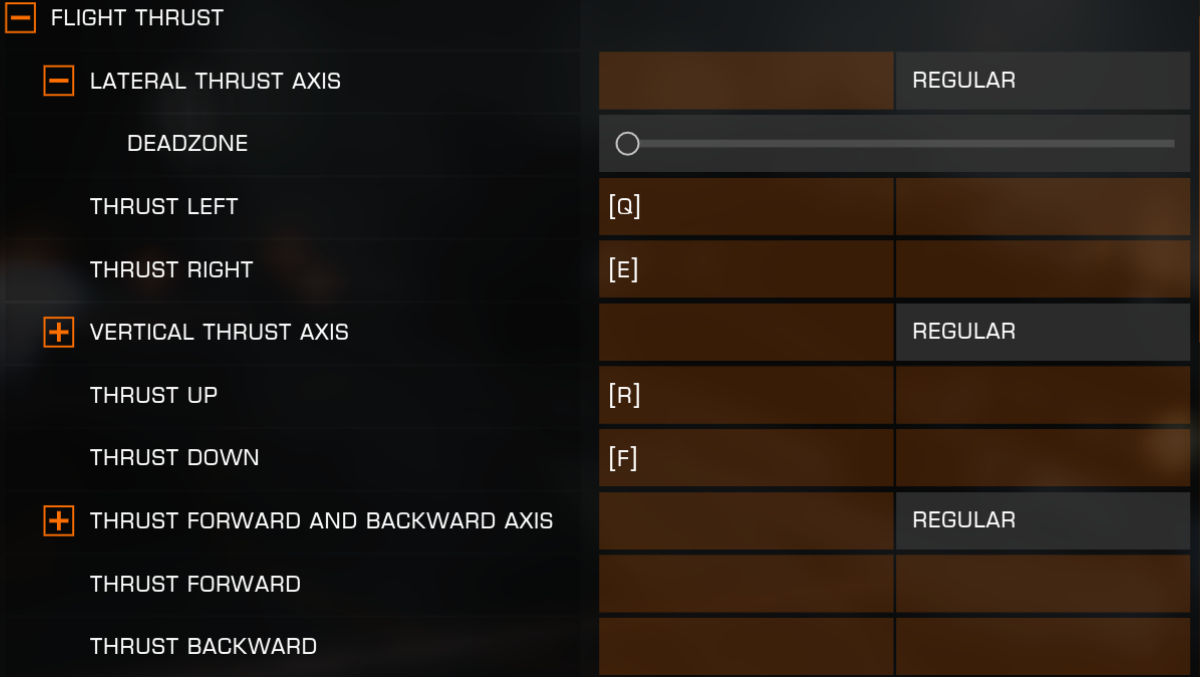 FLIGHT THRUST
LATERAL THRUST AXIS REGULAR
DEADZONE
THRUST LEFT [Q]
THRUST RIGHT [E]
VERTICAL THRUST AXIS REGULAR
THRUST UP [R]
THRUST DOWN [F]
THRUST FORWARD AND BACKWARD AXIS REGULAR
THRUST FORWARD
THRUST BACKWARD